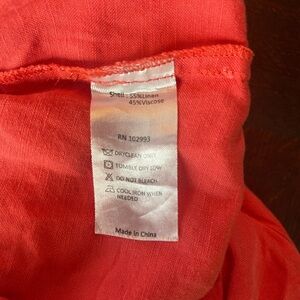 Shell: 55%Linen
45%Viscose
RN 102993
DRYCLEAN ONLY
TUMBLE DRY LOW
DO NOT BLEACH
COOL IRON WHEN
NEEDED
Made in China